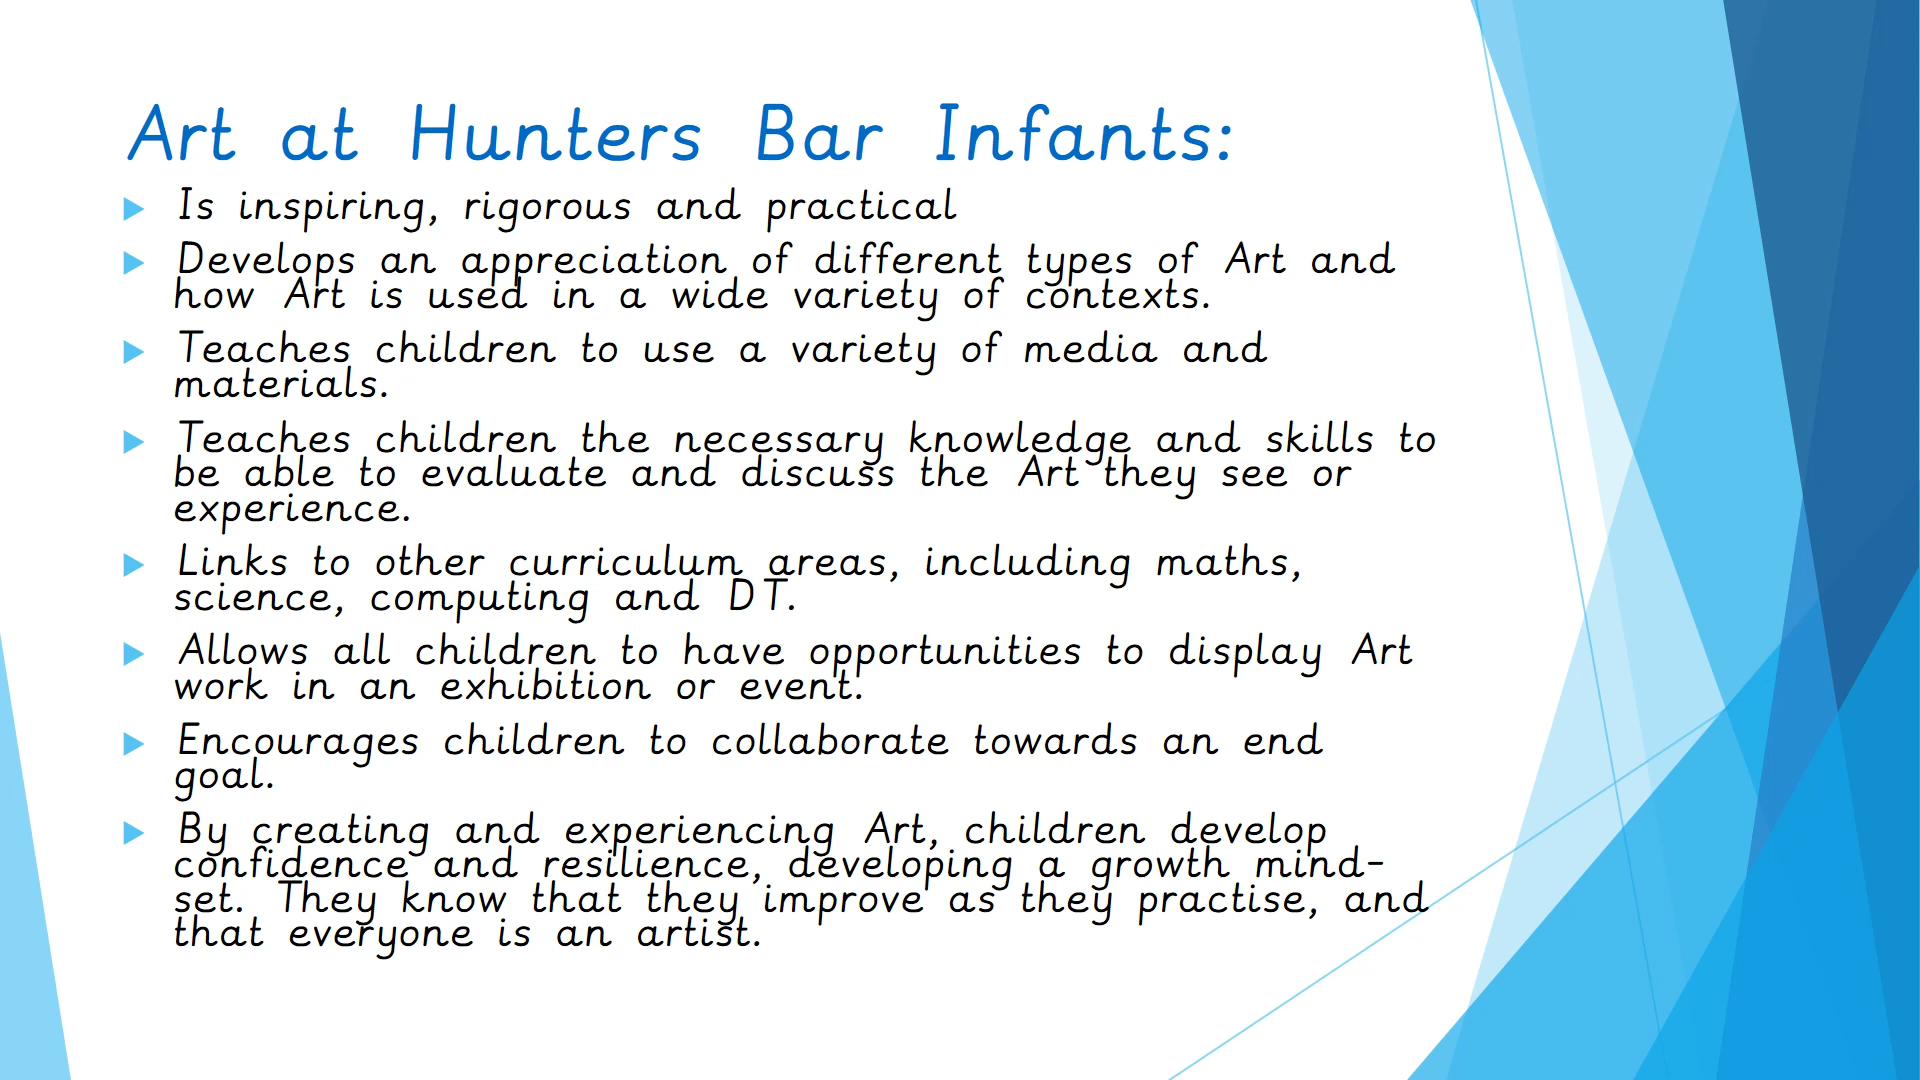 Art at Hunters Bar Infants:
Is inspiring, rigorous and practical
Develops an appreciation of different types of Art and
how Art is used in a wide variety of contexts.
Teaches children to use a variety of media and
materials.
Teaches children the necessary knowledge and skills to
be able to evaluate and discuss the Art they see or
experience.
Links to other curriculum areas, including maths,
science, computing and DT.
Allows all children to have opportunities to display Art
work in an exhibition or event.
Encourages children to collaborate towards an end
goal.
By creating and experiencing Art, children develop
confidence and resilience, developing a growth mind-
set. They know that they improve as they practise, and
that everyone is an artist.